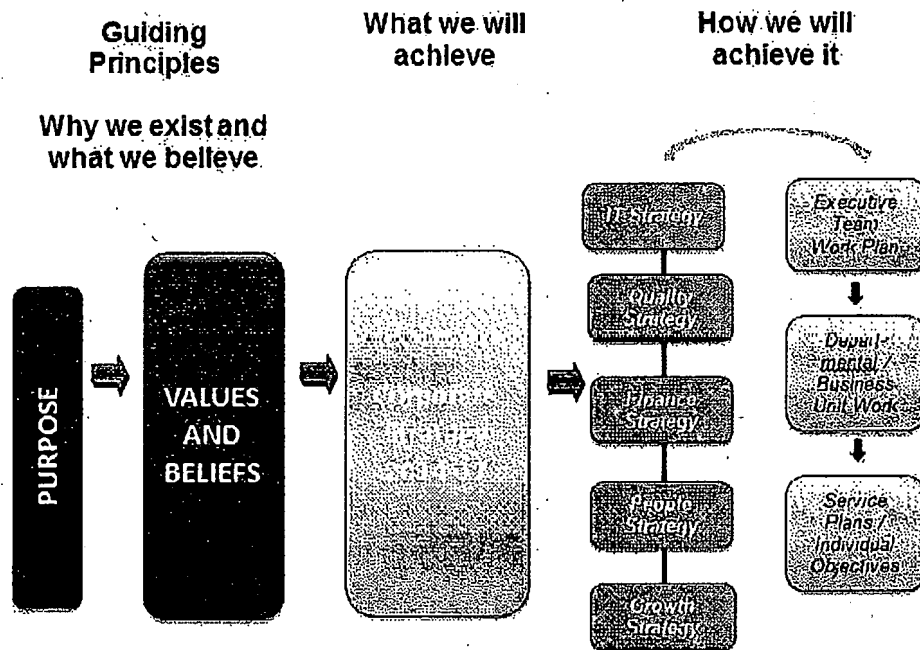 Guiding
Principles
Why we exist and
what we believe
What we will
achieve
How we will
achieve it
PURPOSE
VALUES
AND
BELIEFS
IT Strategy
Quality
Strategy
Finance
Strategy
People
Strategy
Growth
Strategy
Executive
Team
Work Plan
Depart-
mental /
Business
Unit Work
Service
Plans /
Individual
Objectives